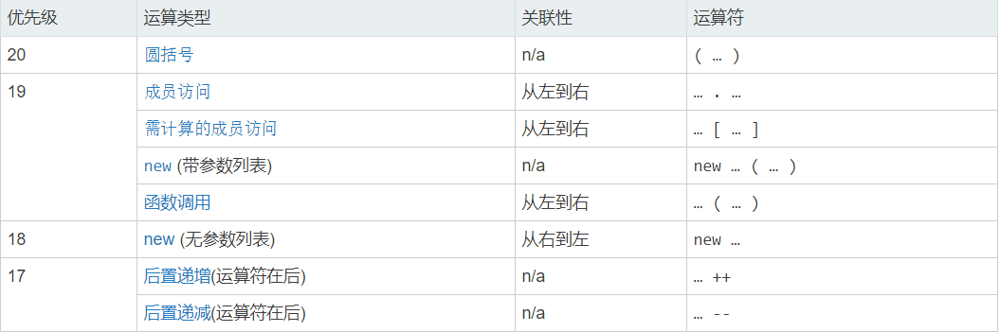 优先级 运算类型 关联性 运算符
20 圆括号 n/a ( … )
19 成员访问 从左到右 … . …
需计算的成员访问 从左到右 … [ … ]
new (带参数列表) n/a new … ( … )
函数调用 从左到右 … ( … )
18 new (无参数列表) 从右到左 new …
17 后置递增(运算符在后) n/a … ++
后置递减(运算符在后) n/a … --